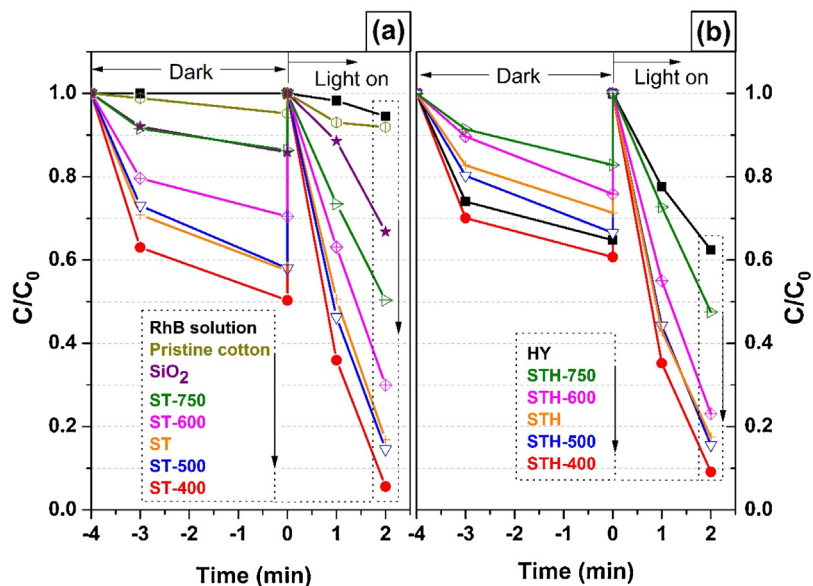 (a)
Dark
Light on
C/C0
1.0
0.8
0.6
0.4
0.2
0.0
RhB solution
Pristine cotton
SiO2
ST-750
ST-600
ST
ST-500
ST-400
-4 -3 -2 -1 0 1 2
Time (min)
(b)
Dark
Light on
1.0
0.8
0.6
0.4
0.2
0.0
C/C0
HY
STH-750
STH-600
STH
STH-500
STH-400
-4 -3 -2 -1 0 1 2
Time (min)